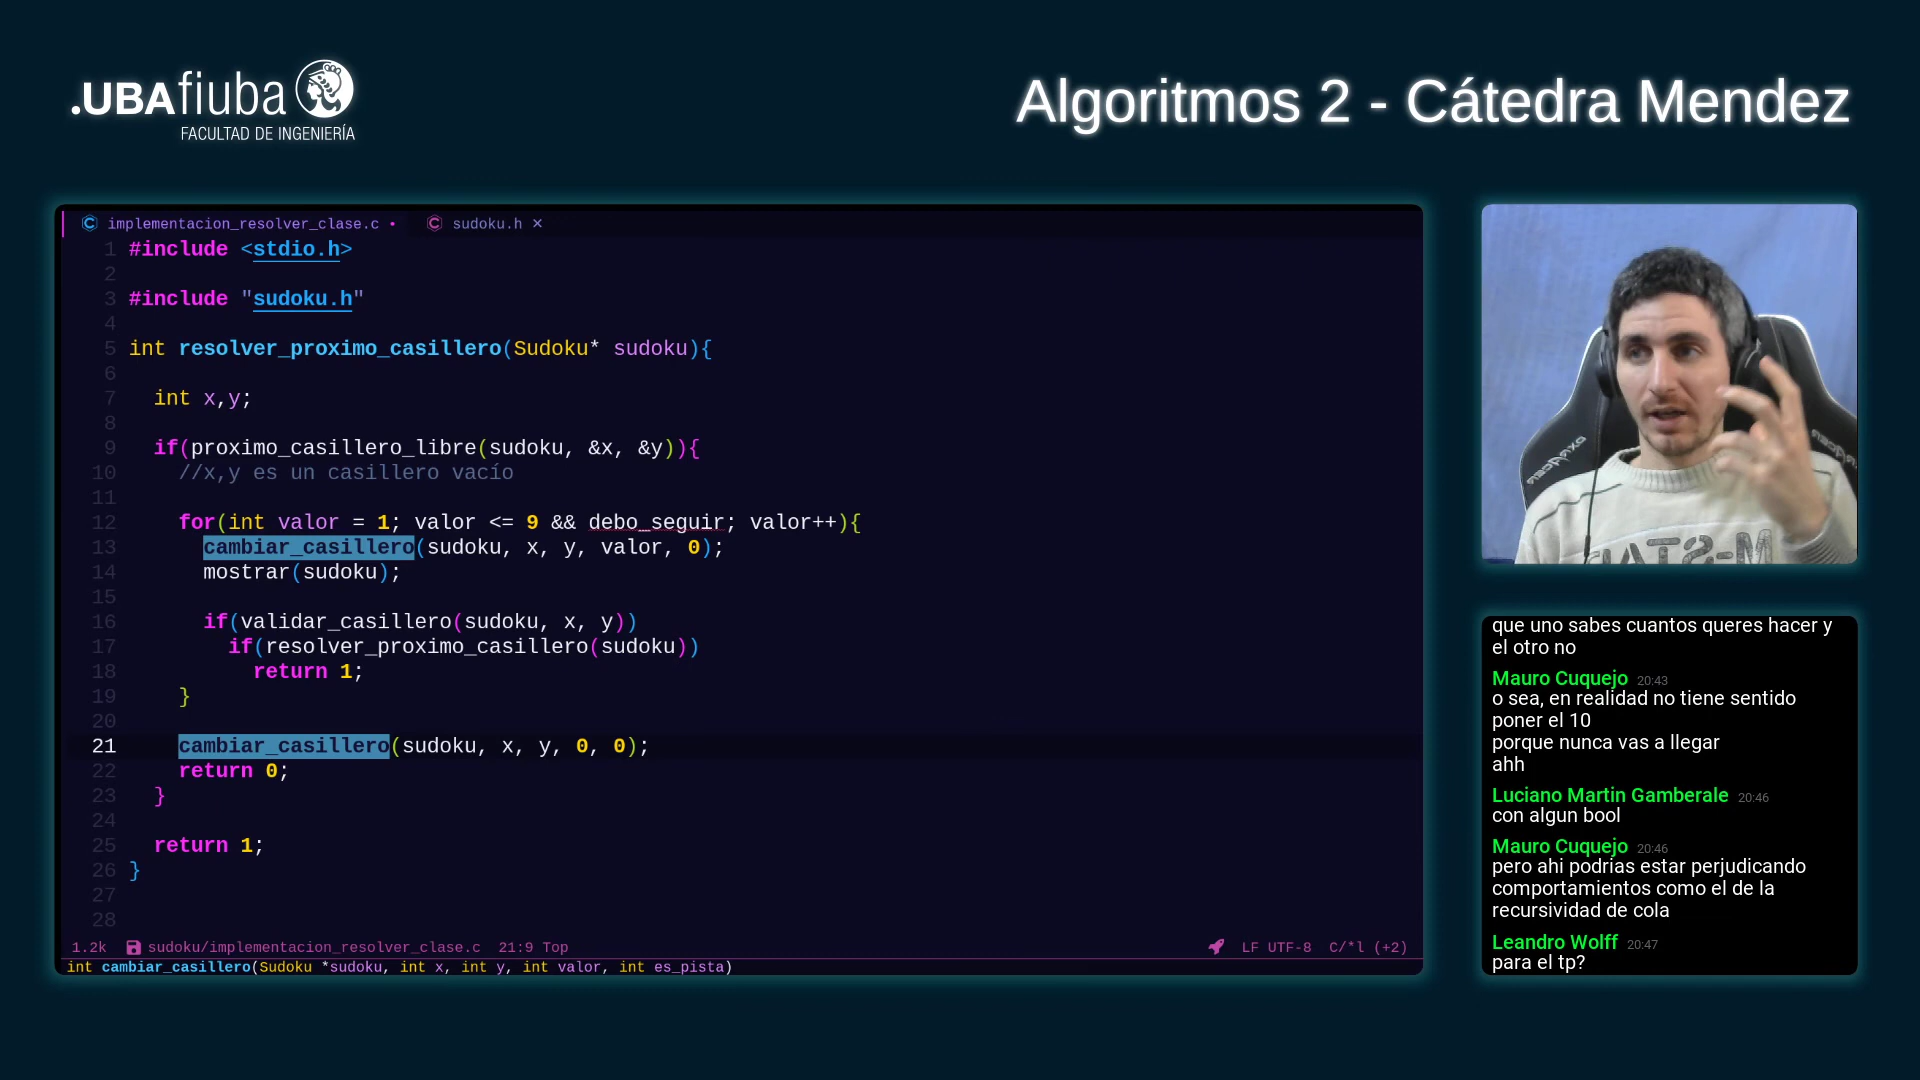 .UBAfiuba
FACULTAD DE INGENIERÍA
Algoritmos 2 - Cátedra Mendez
implementacion_resolver_clase.c • sudoku.h ×
1 #include <stdio.h>
2
3 #include "sudoku.h"
4
5 int resolver_proximo_casillero(Sudoku* sudoku){
6
7 int x,y;
8
9 if(proximo_casillero_libre(sudoku, &x, &y)){
10 //x,y es un casillero vacío
11
12 for(int valor = 1; valor <= 9 && debo_seguir; valor++){
13 cambiar_casillero(sudoku, x, y, valor, 0);
14 mostrar(sudoku);
15
16 if(validar_casillero(sudoku, x, y))
17 if(resolver_proximo_casillero(sudoku))
18 return 1;
19 }
20
21 cambiar_casillero(sudoku, x, y, 0, 0);
22 return 0;
23 }
24
25 return 1;
26 }
27
28
1.2k sudoku/implementacion_resolver_clase.c 21:9 Top LF UTF-8 C/*l (+2)
int cambiar_casillero(Sudoku *sudoku, int x, int y, int valor, int es_pista)
que uno sabes cuantos queres hacer y
el otro no
Mauro Cuquejo 20:43
o sea, en realidad no tiene sentido
poner el 10
porque nunca vas a llegar
ahh
Luciano Martin Gamberale 20:46
con algun bool
Mauro Cuquejo 20:46
pero ahi podrias estar perjudicando
comportamientos como el de la
recursividad de cola
Leandro Wolff 20:47
para el tp?